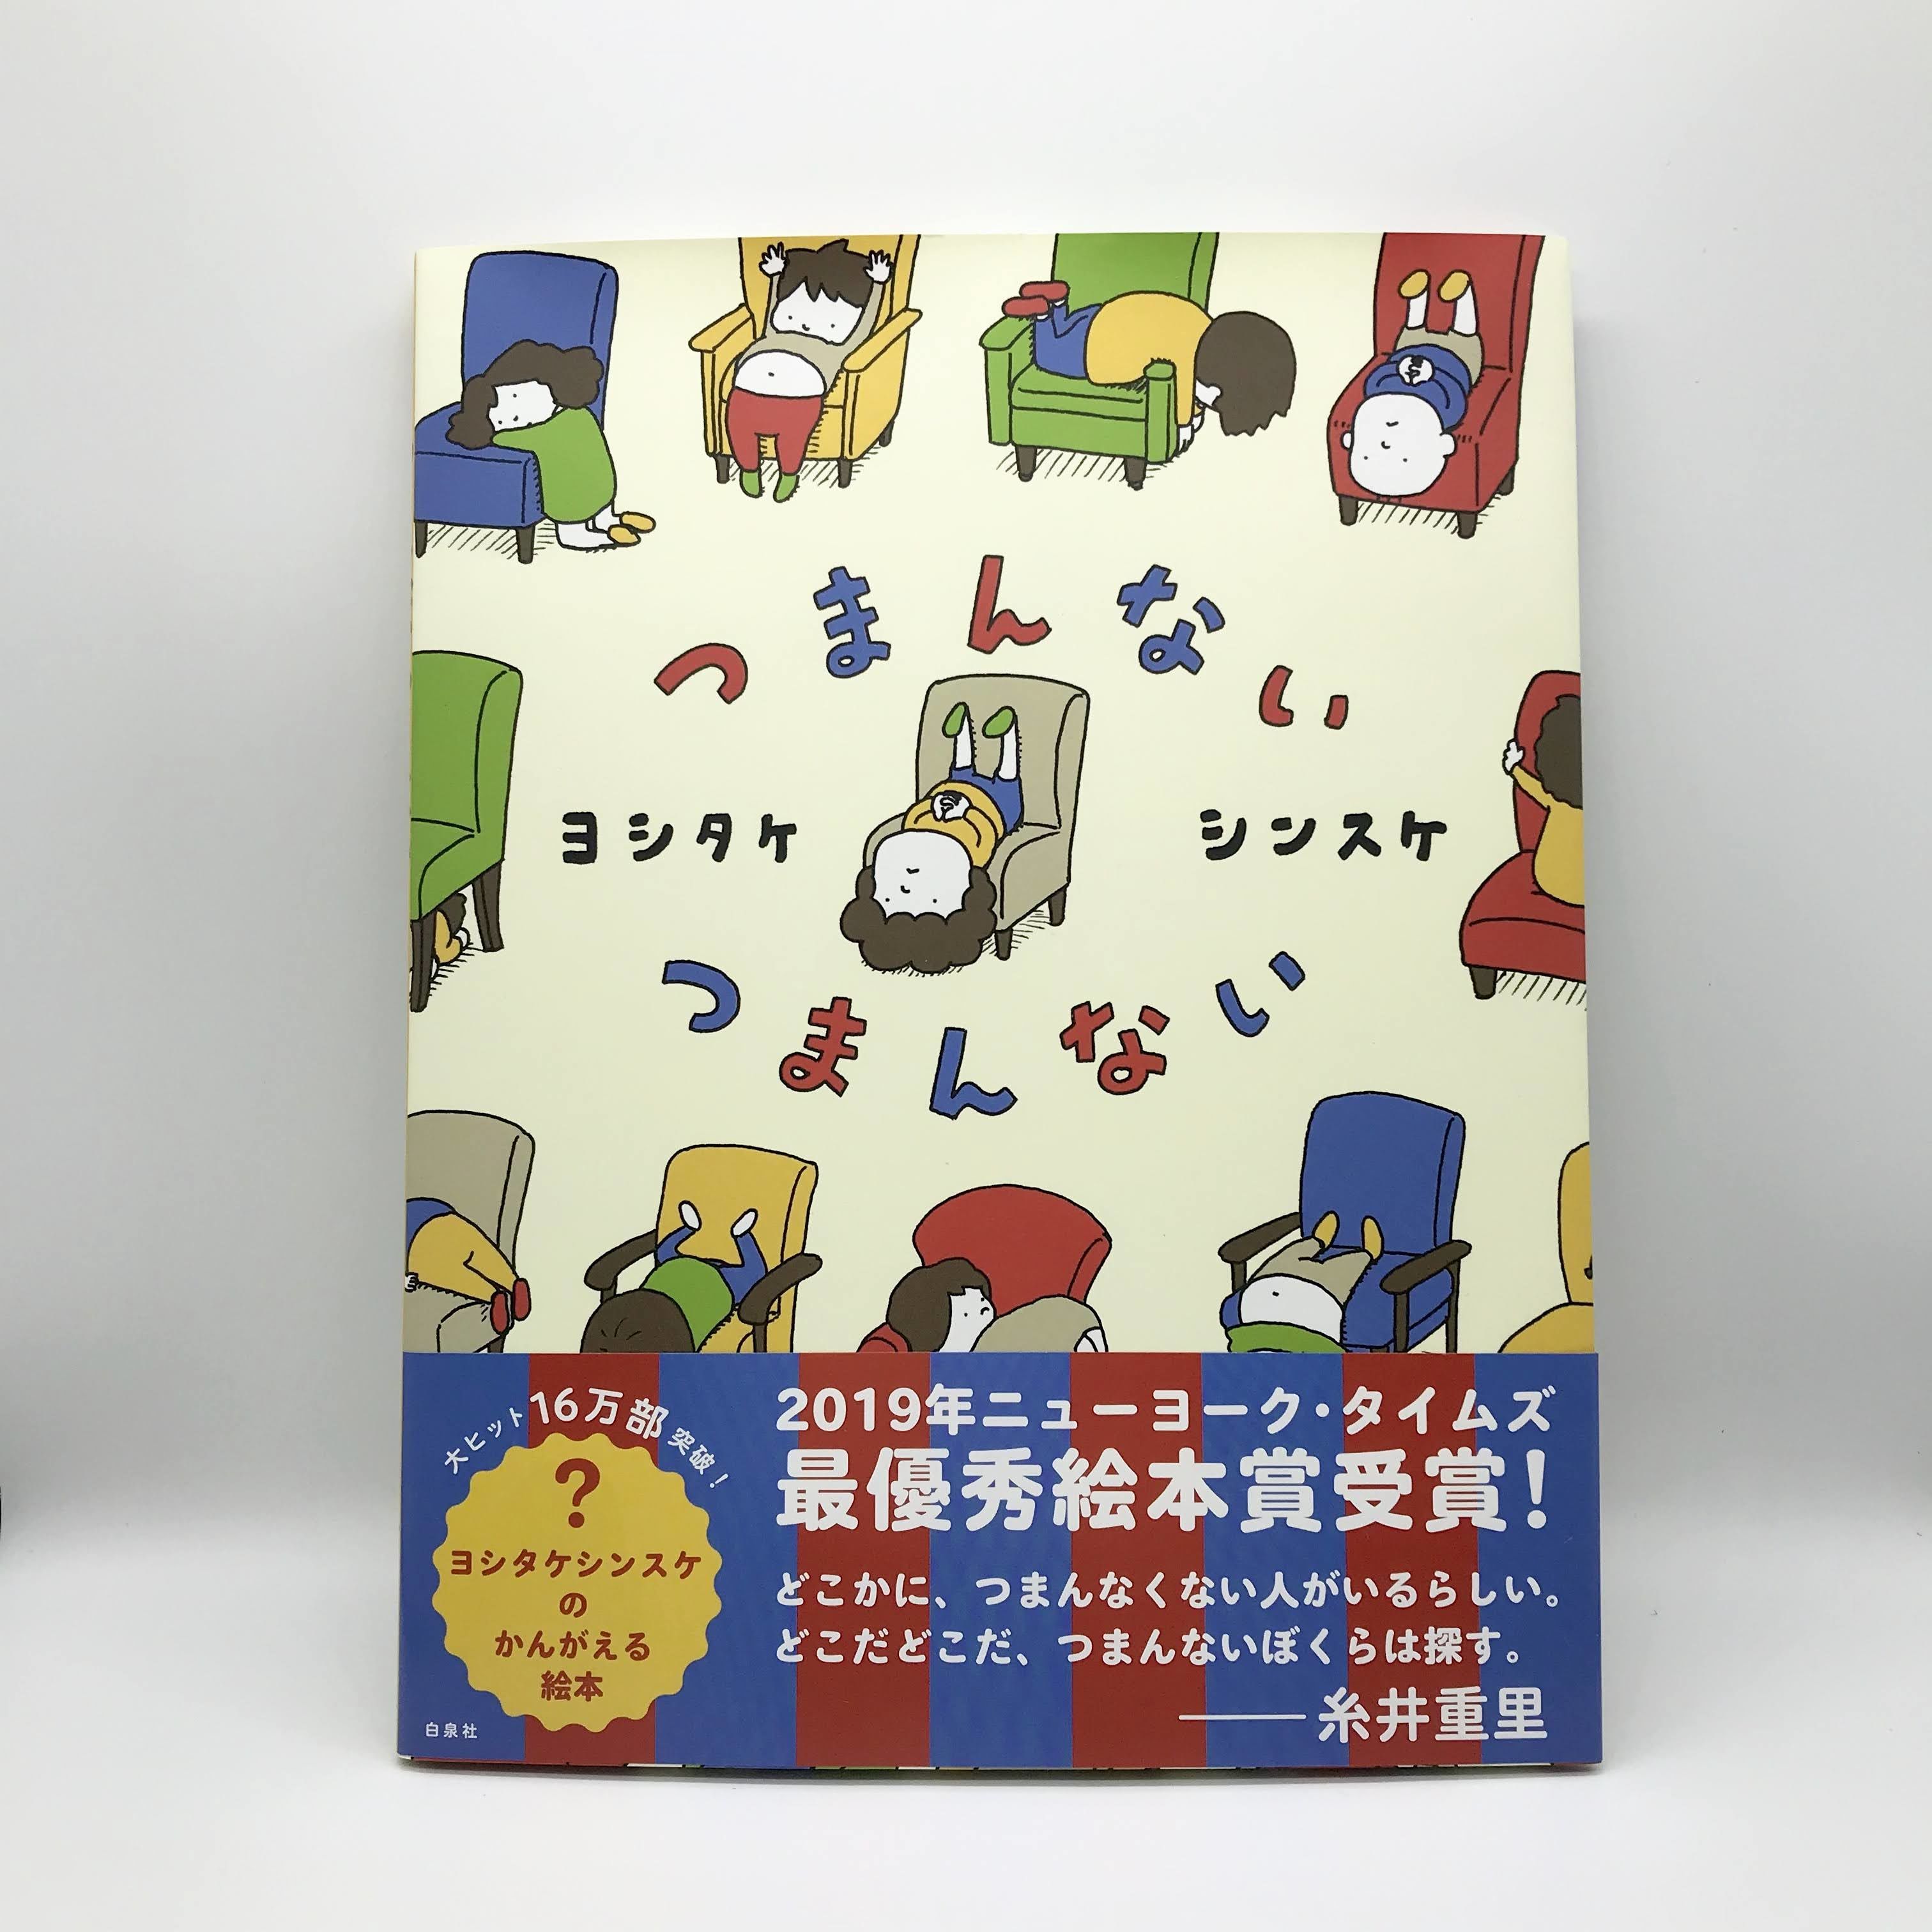 つまんない
ヨシタケ シンスケ
つまんない
大ヒット16万部突破!
?
ヨシタケシンスケ
の
かんがえる
絵本
白泉社
2019年ニューヨーク・タイムズ
最優秀絵本賞受賞!
どこかに、つまんなくない人がいるらしい。
どこだどこだ、つまんないぼくらは探す。
——糸井重里